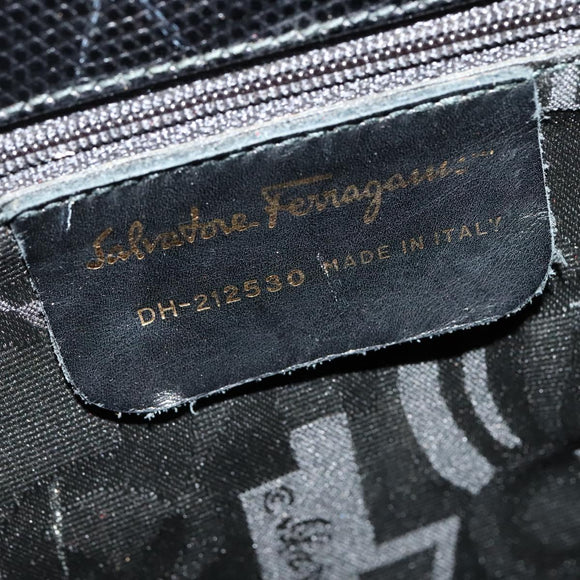 Salvatore Ferragamo
DH-212530 MADE IN ITALY